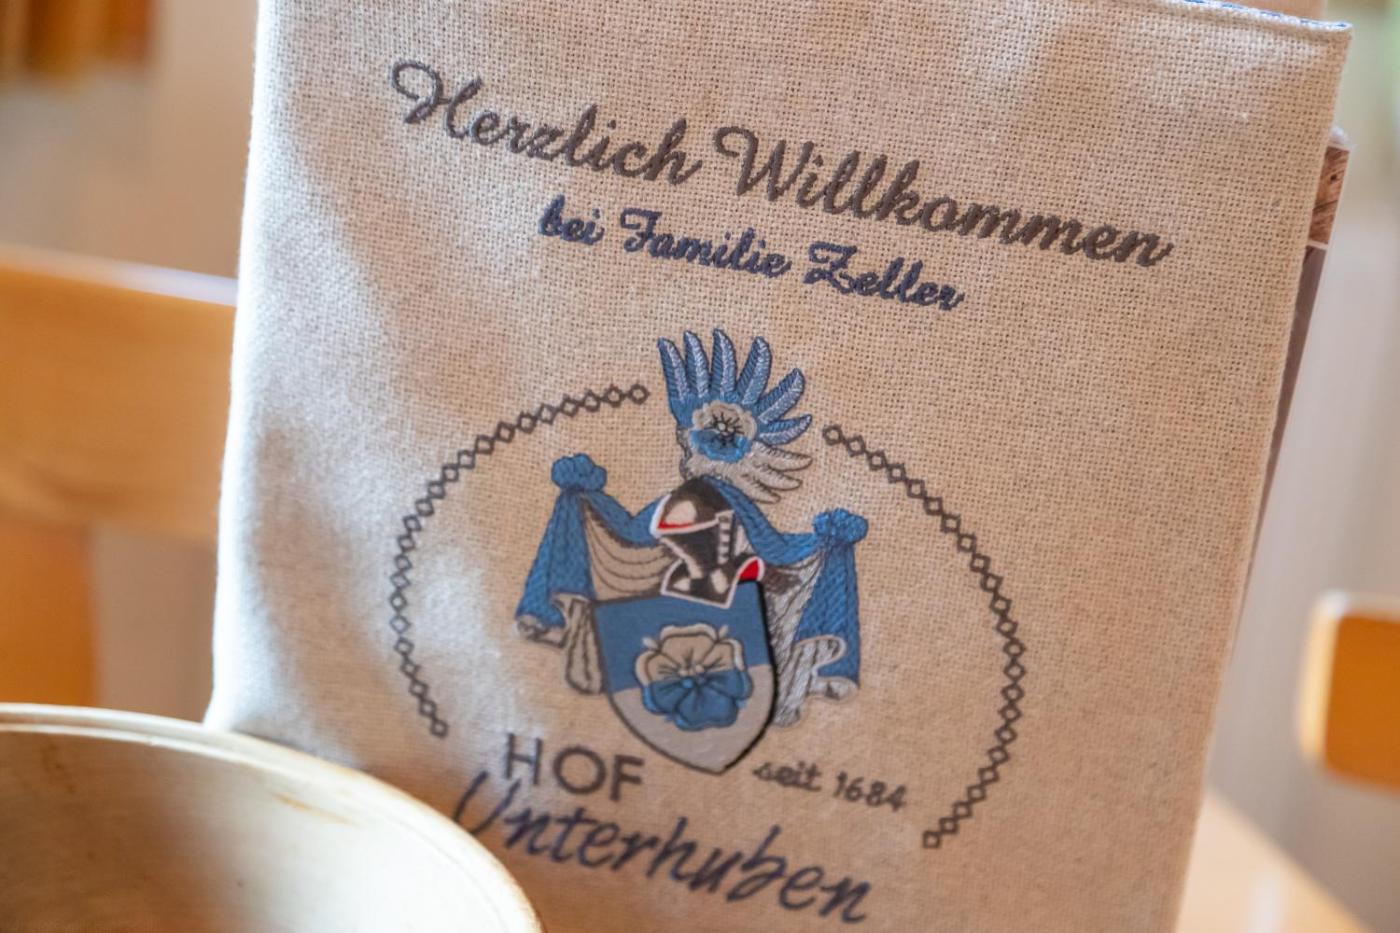 Herzlich Willkommen
bei Familie Zeller
HOF
seit 1684
Unterhuben